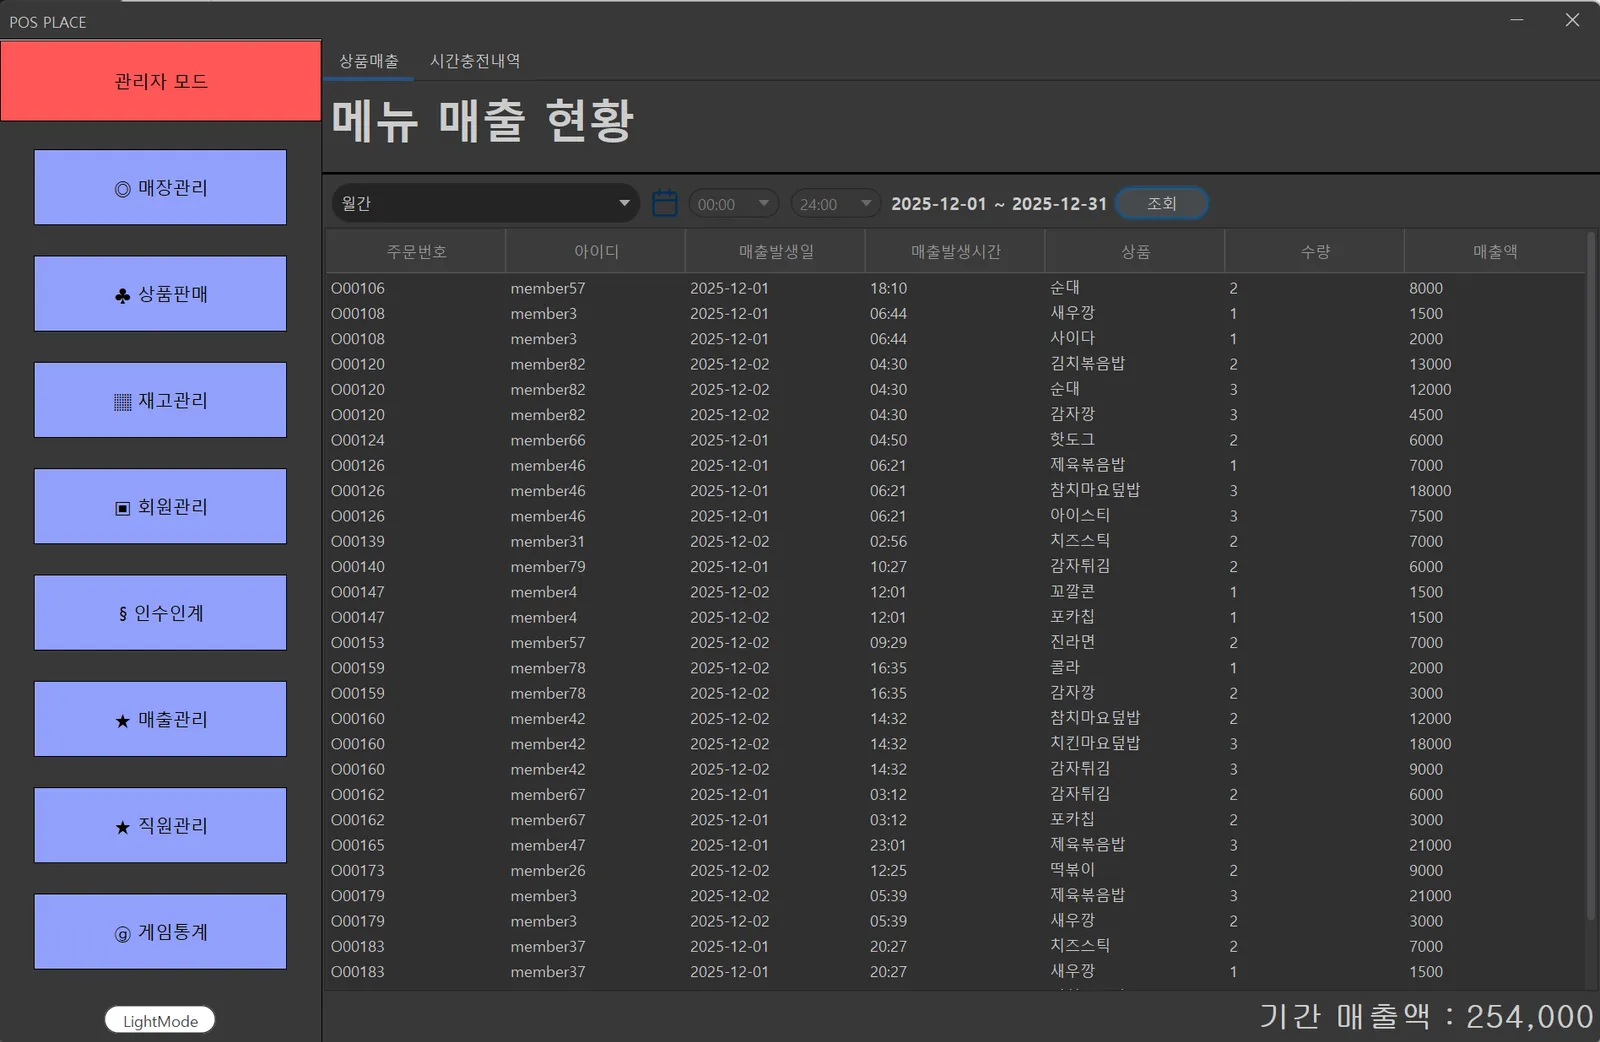 POS PLACE
관리자 모드
◎ 매장관리
♣ 상품판매
▦ 재고관리
▣ 회원관리
§ 인수인계
★ 매출관리
★ 직원관리
ⓖ 게임통계
LightMode
상품매출 시간충전내역
메뉴 매출 현황
월간 00:00 24:00 2025-12-01 ~ 2025-12-31 조회
주문번호 아이디 매출발생일 매출발생시간 상품 수량 매출액
O00106 member57 2025-12-01 18:10 순대 2 8000
O00108 member3 2025-12-01 06:44 새우깡 1 1500
O00108 member3 2025-12-01 06:44 사이다 1 2000
O00120 member82 2025-12-02 04:30 김치볶음밥 2 13000
O00120 member82 2025-12-02 04:30 순대 3 12000
O00120 member82 2025-12-02 04:30 감자깡 3 4500
O00124 member66 2025-12-01 04:50 핫도그 2 6000
O00126 member46 2025-12-01 06:21 제육볶음밥 1 7000
O00126 member46 2025-12-01 06:21 참치마요덮밥 3 18000
O00126 member46 2025-12-01 06:21 아이스티 3 7500
O00139 member31 2025-12-01 02:56 치즈스틱 2 7000
O00140 member79 2025-12-01 10:27 감자튀김 2 6000
O00147 member4 2025-12-02 12:01 꼬깔콘 1 1500
O00147 member4 2025-12-02 12:01 포카칩 1 1500
O00153 member57 2025-12-02 09:29 진라면 2 7000
O00159 member78 2025-12-02 16:35 콜라 1 2000
O00159 member78 2025-12-02 16:35 감자깡 2 3000
O00160 member42 2025-12-02 14:32 참치마요덮밥 2 12000
O00160 member42 2025-12-02 14:32 치킨마요덮밥 3 18000
O00160 member42 2025-12-02 14:32 감자튀김 3 9000
O00162 member67 2025-12-01 03:12 감자튀김 2 6000
O00162 member67 2025-12-01 03:12 포카칩 2 3000
O00165 member47 2025-12-01 23:01 제육볶음밥 3 21000
O00173 member26 2025-12-02 12:25 떡볶이 2 9000
O00179 member3 2025-12-02 05:39 제육볶음밥 3 21000
O00179 member3 2025-12-02 05:39 새우깡 2 3000
O00183 member37 2025-12-01 20:27 치즈스틱 2 7000
O00183 member37 2025-12-01 20:27 새우깡 1 1500
기간 매출액 : 254,000